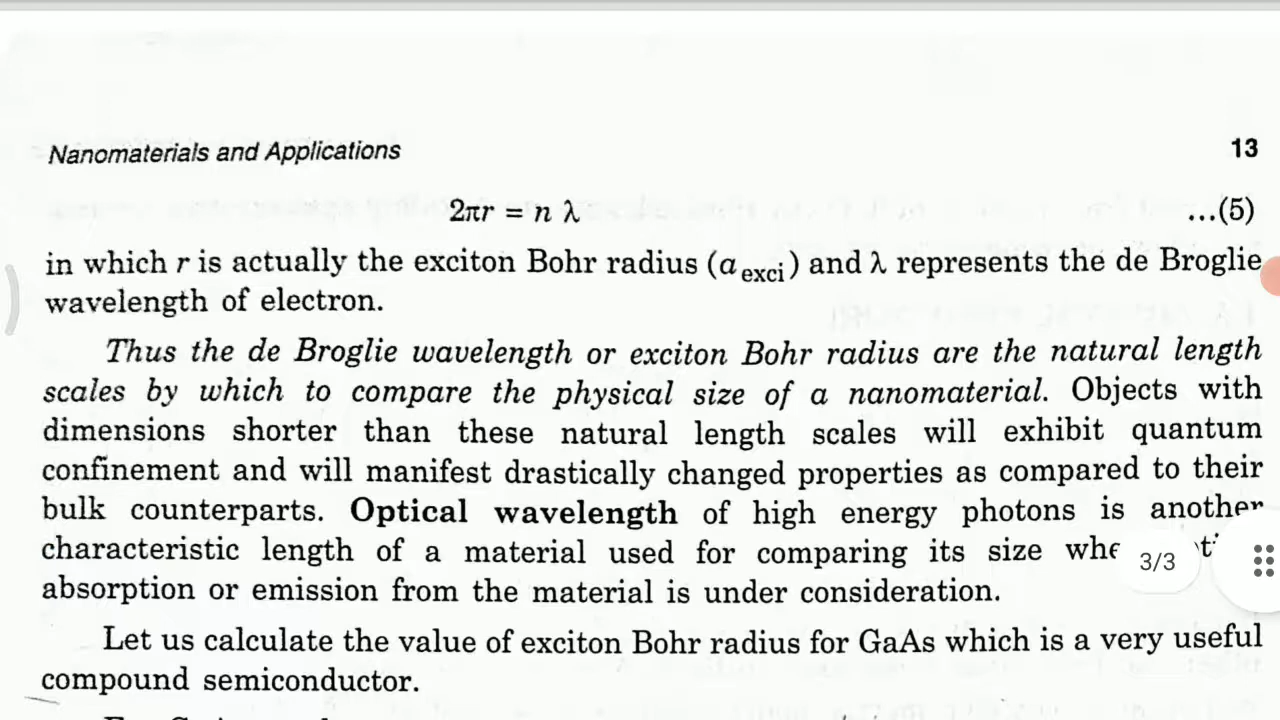 Nanomaterials and Applications 13
2πr = n λ ...(5)
in which r is actually the exciton Bohr radius (a exci) and λ represents the de Broglie
wavelength of electron.
Thus the de Broglie wavelength or exciton Bohr radius are the natural length
scales by which to compare the physical size of a nanomaterial. Objects with
dimensions shorter than these natural length scales will exhibit quantum
confinement and will manifest drastically changed properties as compared to their
bulk counterparts. Optical wavelength of high energy photons is another
characteristic length of a material used for comparing its size
3/3
absorption or emission from the material is under consideration.
Let us calculate the value of exciton Bohr radius for GaAs which is a very useful
compound semiconductor.